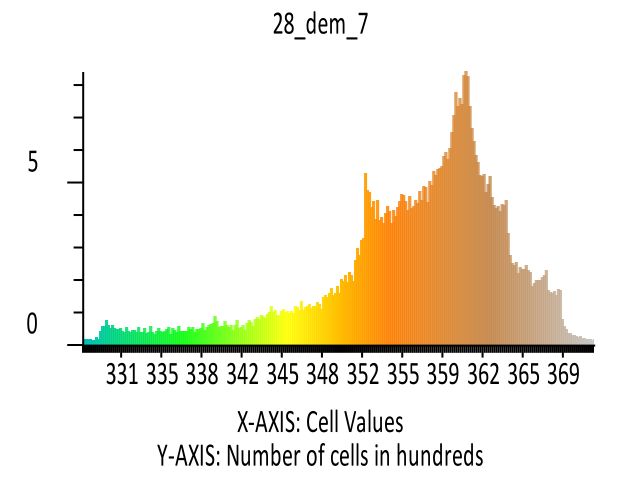 28_dem_7
5
0
331 335 338 342 345 348 352 355 359 362 365 369
X-AXIS: Cell Values
Y-AXIS: Number of cells in hundreds